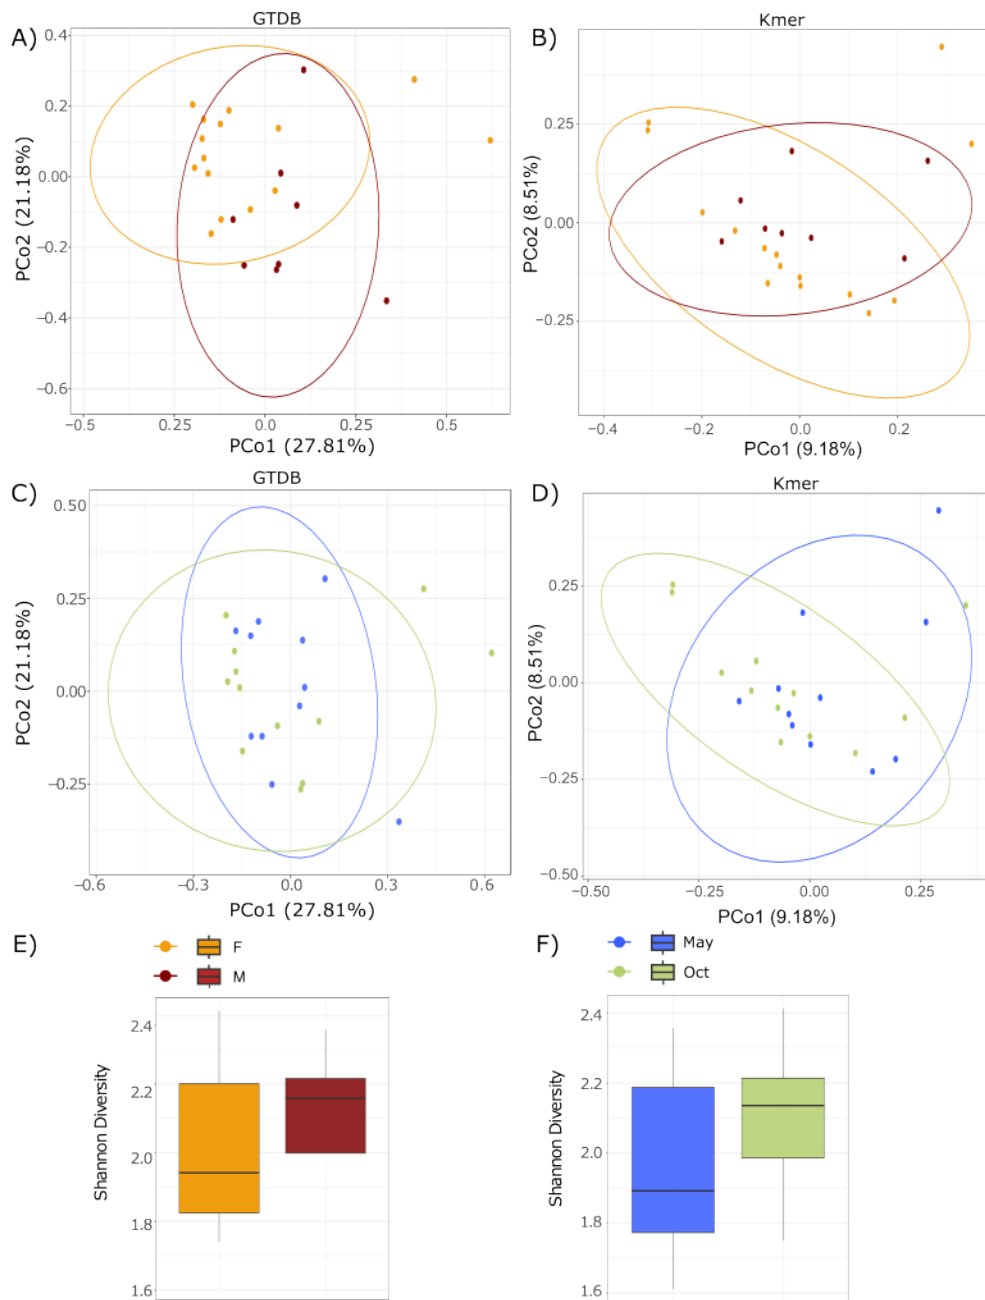 GTDB
A)
0.4
0.2
0.00
−0.2
−0.4
−0.6
PCo2 (21.18%)
−0.5 0.25 0.00 0.25 0.5
PCo1 (27.81%)
Kmer
B)
0.25
0.00
−0.25
PCo2 (8.51%)
−0.4 −0.2 0.0 0.2
PCo1 (9.18%)
GTDB
C)
0.50
0.25
0.00
−0.25
PCo2 (21.18%)
−0.6 −0.3 0.0 0.3 0.6
PCo1 (27.81%)
Kmer
D)
0.25
0.00
−0.25
−0.50
PCo2 (8.51%)
−0.50 −0.25 0.00 0.25
PCo1 (9.18%)
E)
F
M
2.4
2.2
2.0
1.8
1.6
Shannon Diversity
F)
May
Oct
2.4
2.2
2.0
1.8
1.6
Shannon Diversity